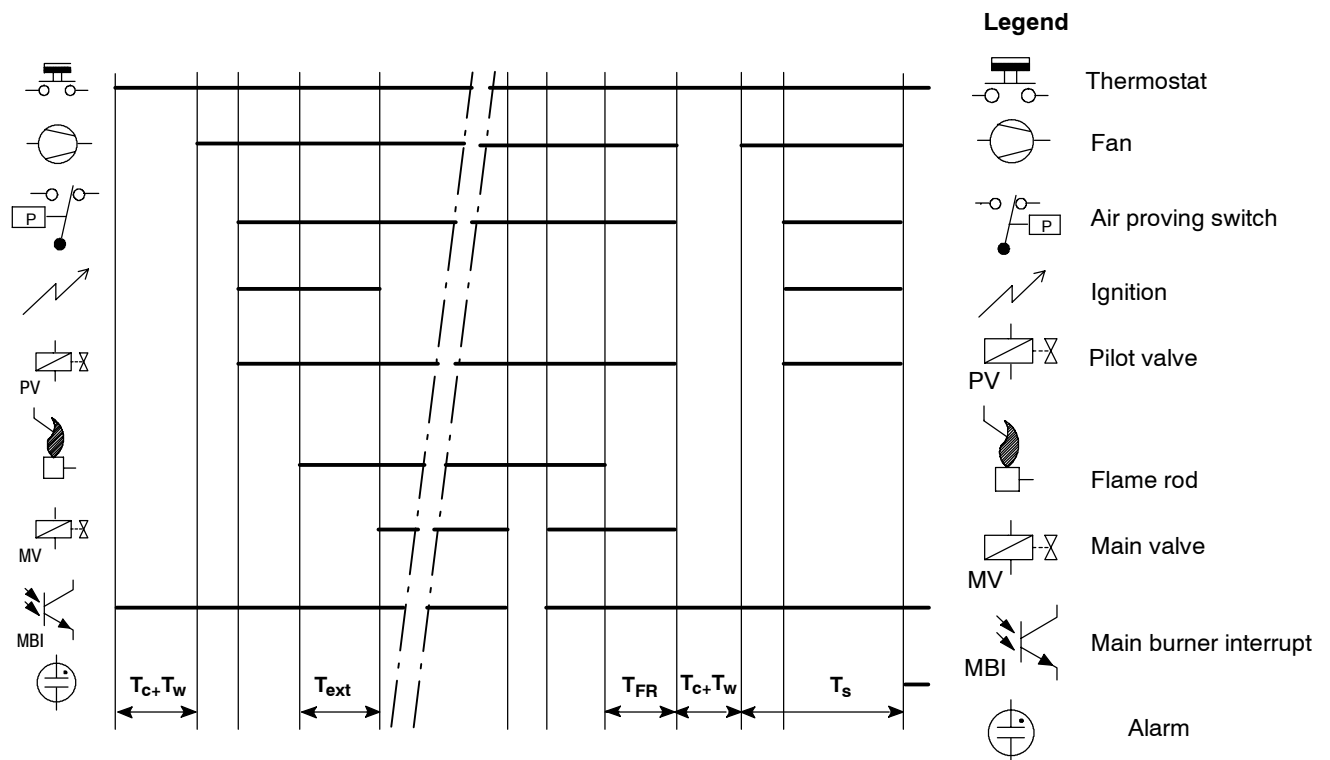 Legend
Thermostat
Fan
P
P
Air proving switch
Ignition
PV
PV
Pilot valve
Flame rod
MV
MV
Main valve
MBI
MBI
Main burner interrupt
Tc+Tw
Text
TFR
Tc+Tw
Ts
Alarm